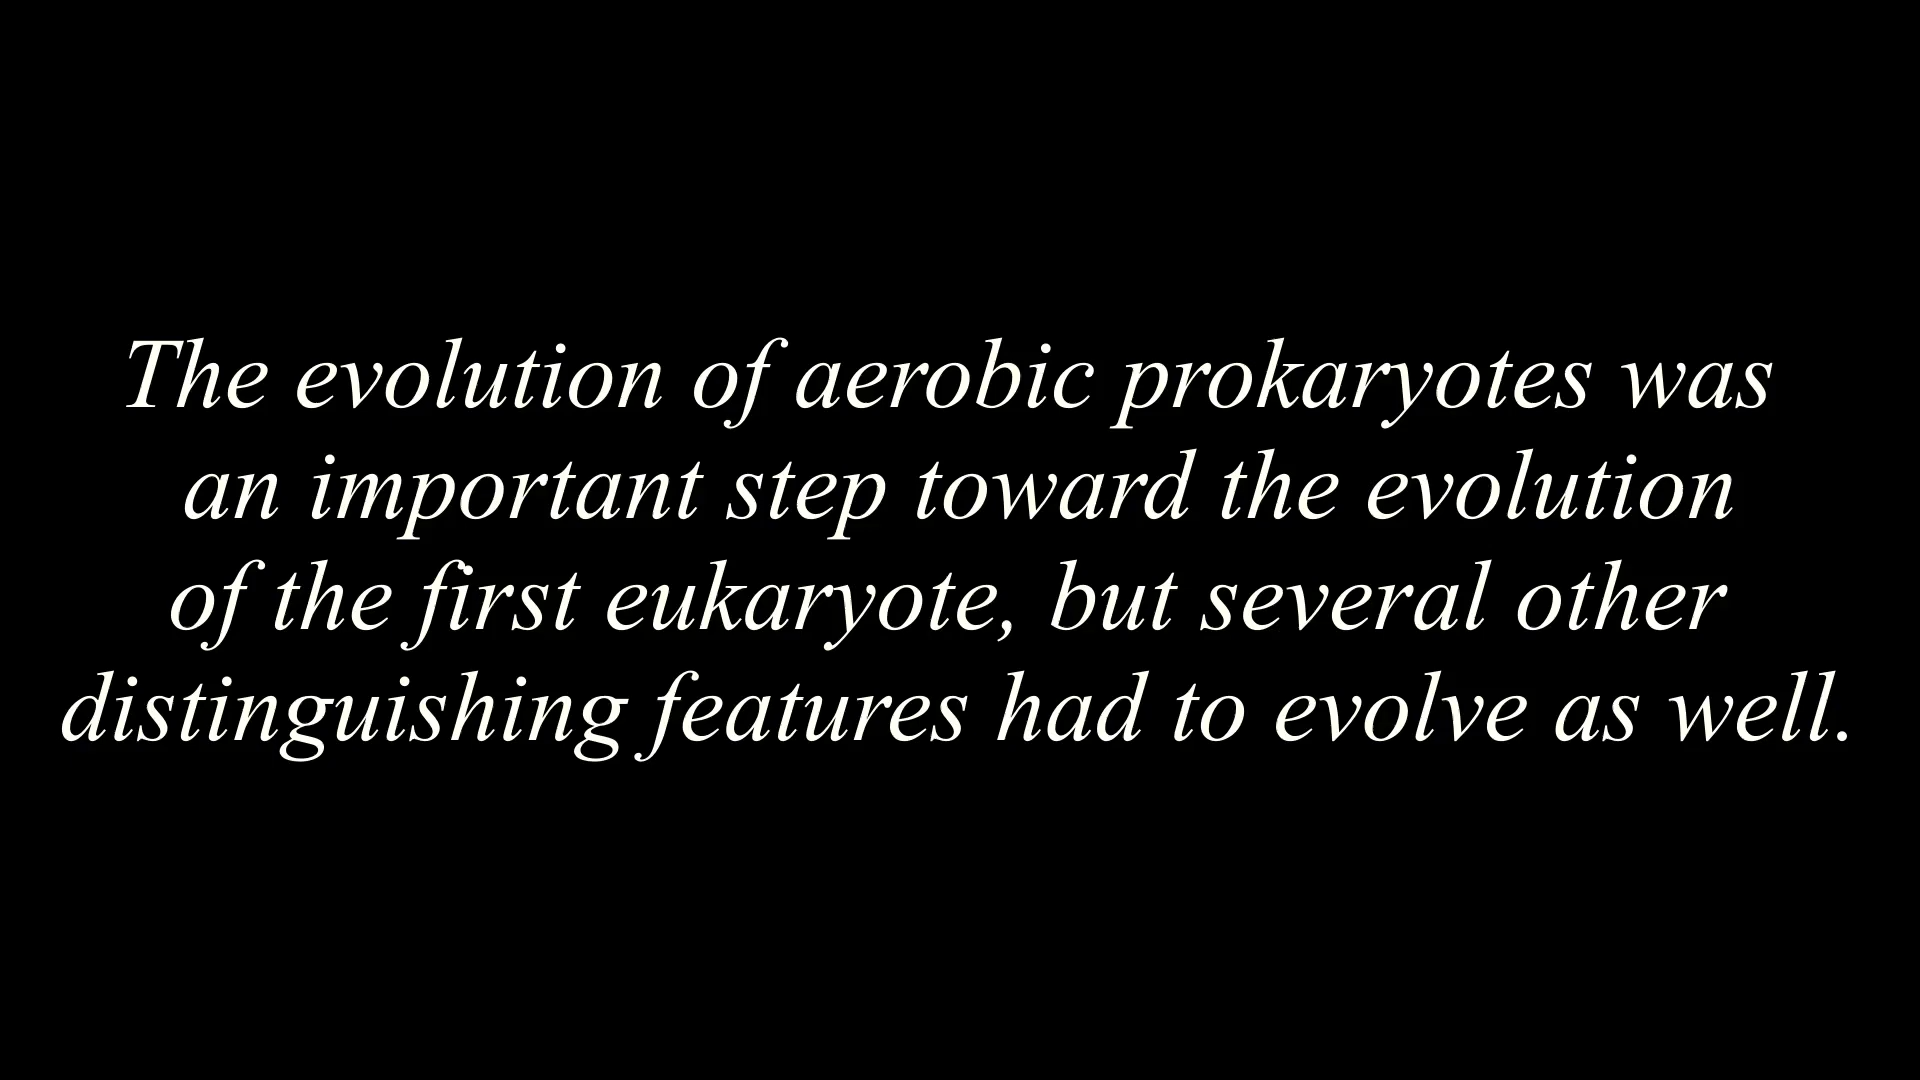 The evolution of aerobic prokaryotes was
an important step toward the evolution
of the first eukaryote, but several other
distinguishing features had to evolve as well.